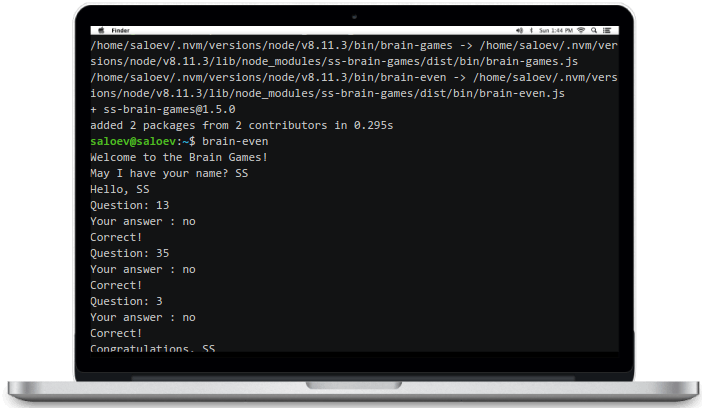 Finder
Sun 1:44 PM
/home/saloev/.nvm/versions/node/v8.11.3/bin/brain-games -> /home/saloev/.nvm/ver
sions/node/v8.11.3/lib/node_modules/ss-brain-games/dist/bin/brain-games.js
/home/saloev/.nvm/versions/node/v8.11.3/bin/brain-even -> /home/saloev/.nvm/vers
ions/node/v8.11.3/lib/node_modules/ss-brain-games/dist/bin/brain-even.js
+ ss-brain-games@1.5.0
added 2 packages from 2 contributors in 0.295s
saloev@saloev:~$ brain-even
Welcome to the Brain Games!
May I have your name? SS
Hello, SS
Question: 13
Your answer : no
Correct!
Question: 35
Your answer : no
Correct!
Question: 3
Your answer : no
Correct!
Congratulations, SS